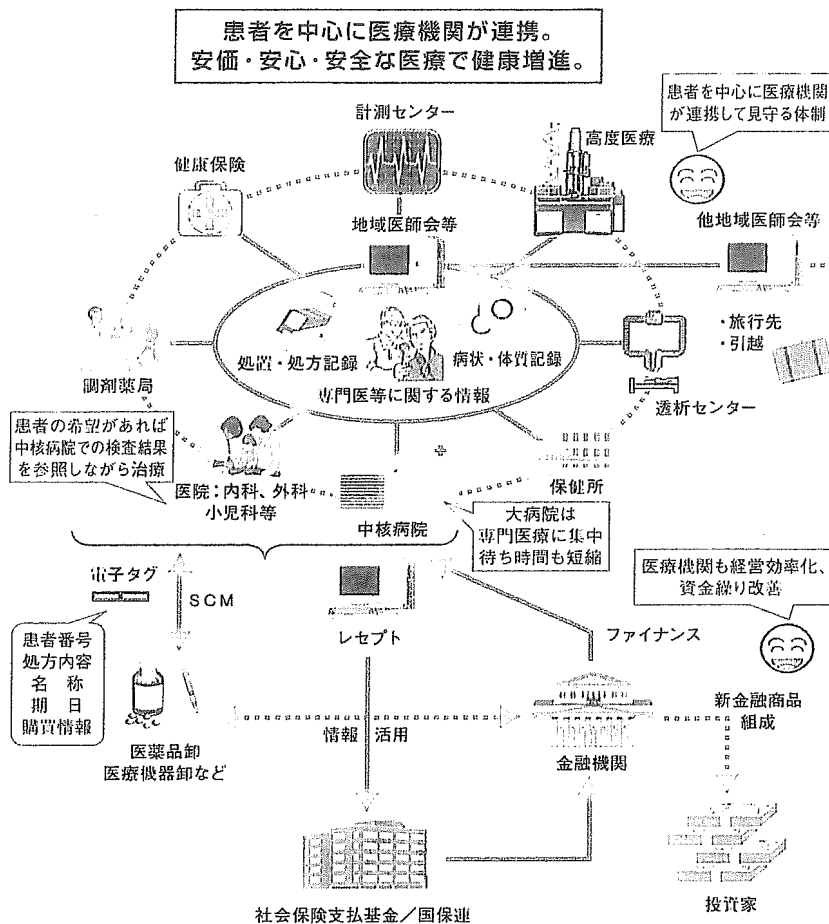 患者を中心に医療機関が連携。
安価・安心・安全な医療で健康増進。
患者を中心に医療機関
が連携して見守る体制
計測センター
高度医療
健康保険
地域医師会等
他地域医師会等
・旅行先
・引越
処置・処方記録
病状・体質記録
専門医等に関する情報
調剤薬局
透析センター
患者の希望があれば
中核病院での検査結果
を参照しながら治療
医院：内科、外科
小児科等
保健所
中核病院
大病院は
専門医療に集中
待ち時間も短縮
電子タグ
SCM
医療機関も経営効率化、
資金繰り改善
患者番号
処方内容
名　称
期　日
購買情報
レセプト
ファイナンス
新金融商品
組成
情報 活用
医薬品卸
医療機器卸など
金融機関
投資家
社会保険支払基金／国保連